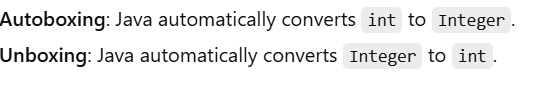 Autoboxing: Java automatically converts int to Integer.
Unboxing: Java automatically converts Integer to int.